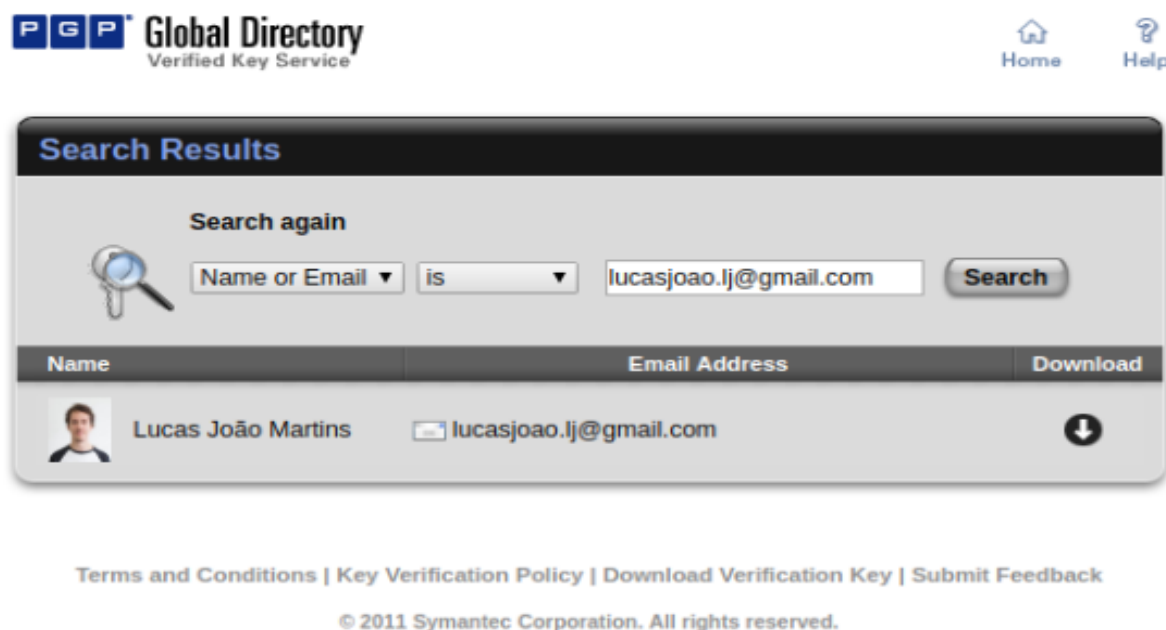 PGP Global Directory
Verified Key Service
Home Help
Search Results
Search again
Name or Email is lucasjoao.lj@gmail.com Search
Name Email Address Download
Lucas João Martins lucasjoao.lj@gmail.com
Terms and Conditions | Key Verification Policy | Download Verification Key | Submit Feedback
© 2011 Symantec Corporation. All rights reserved.